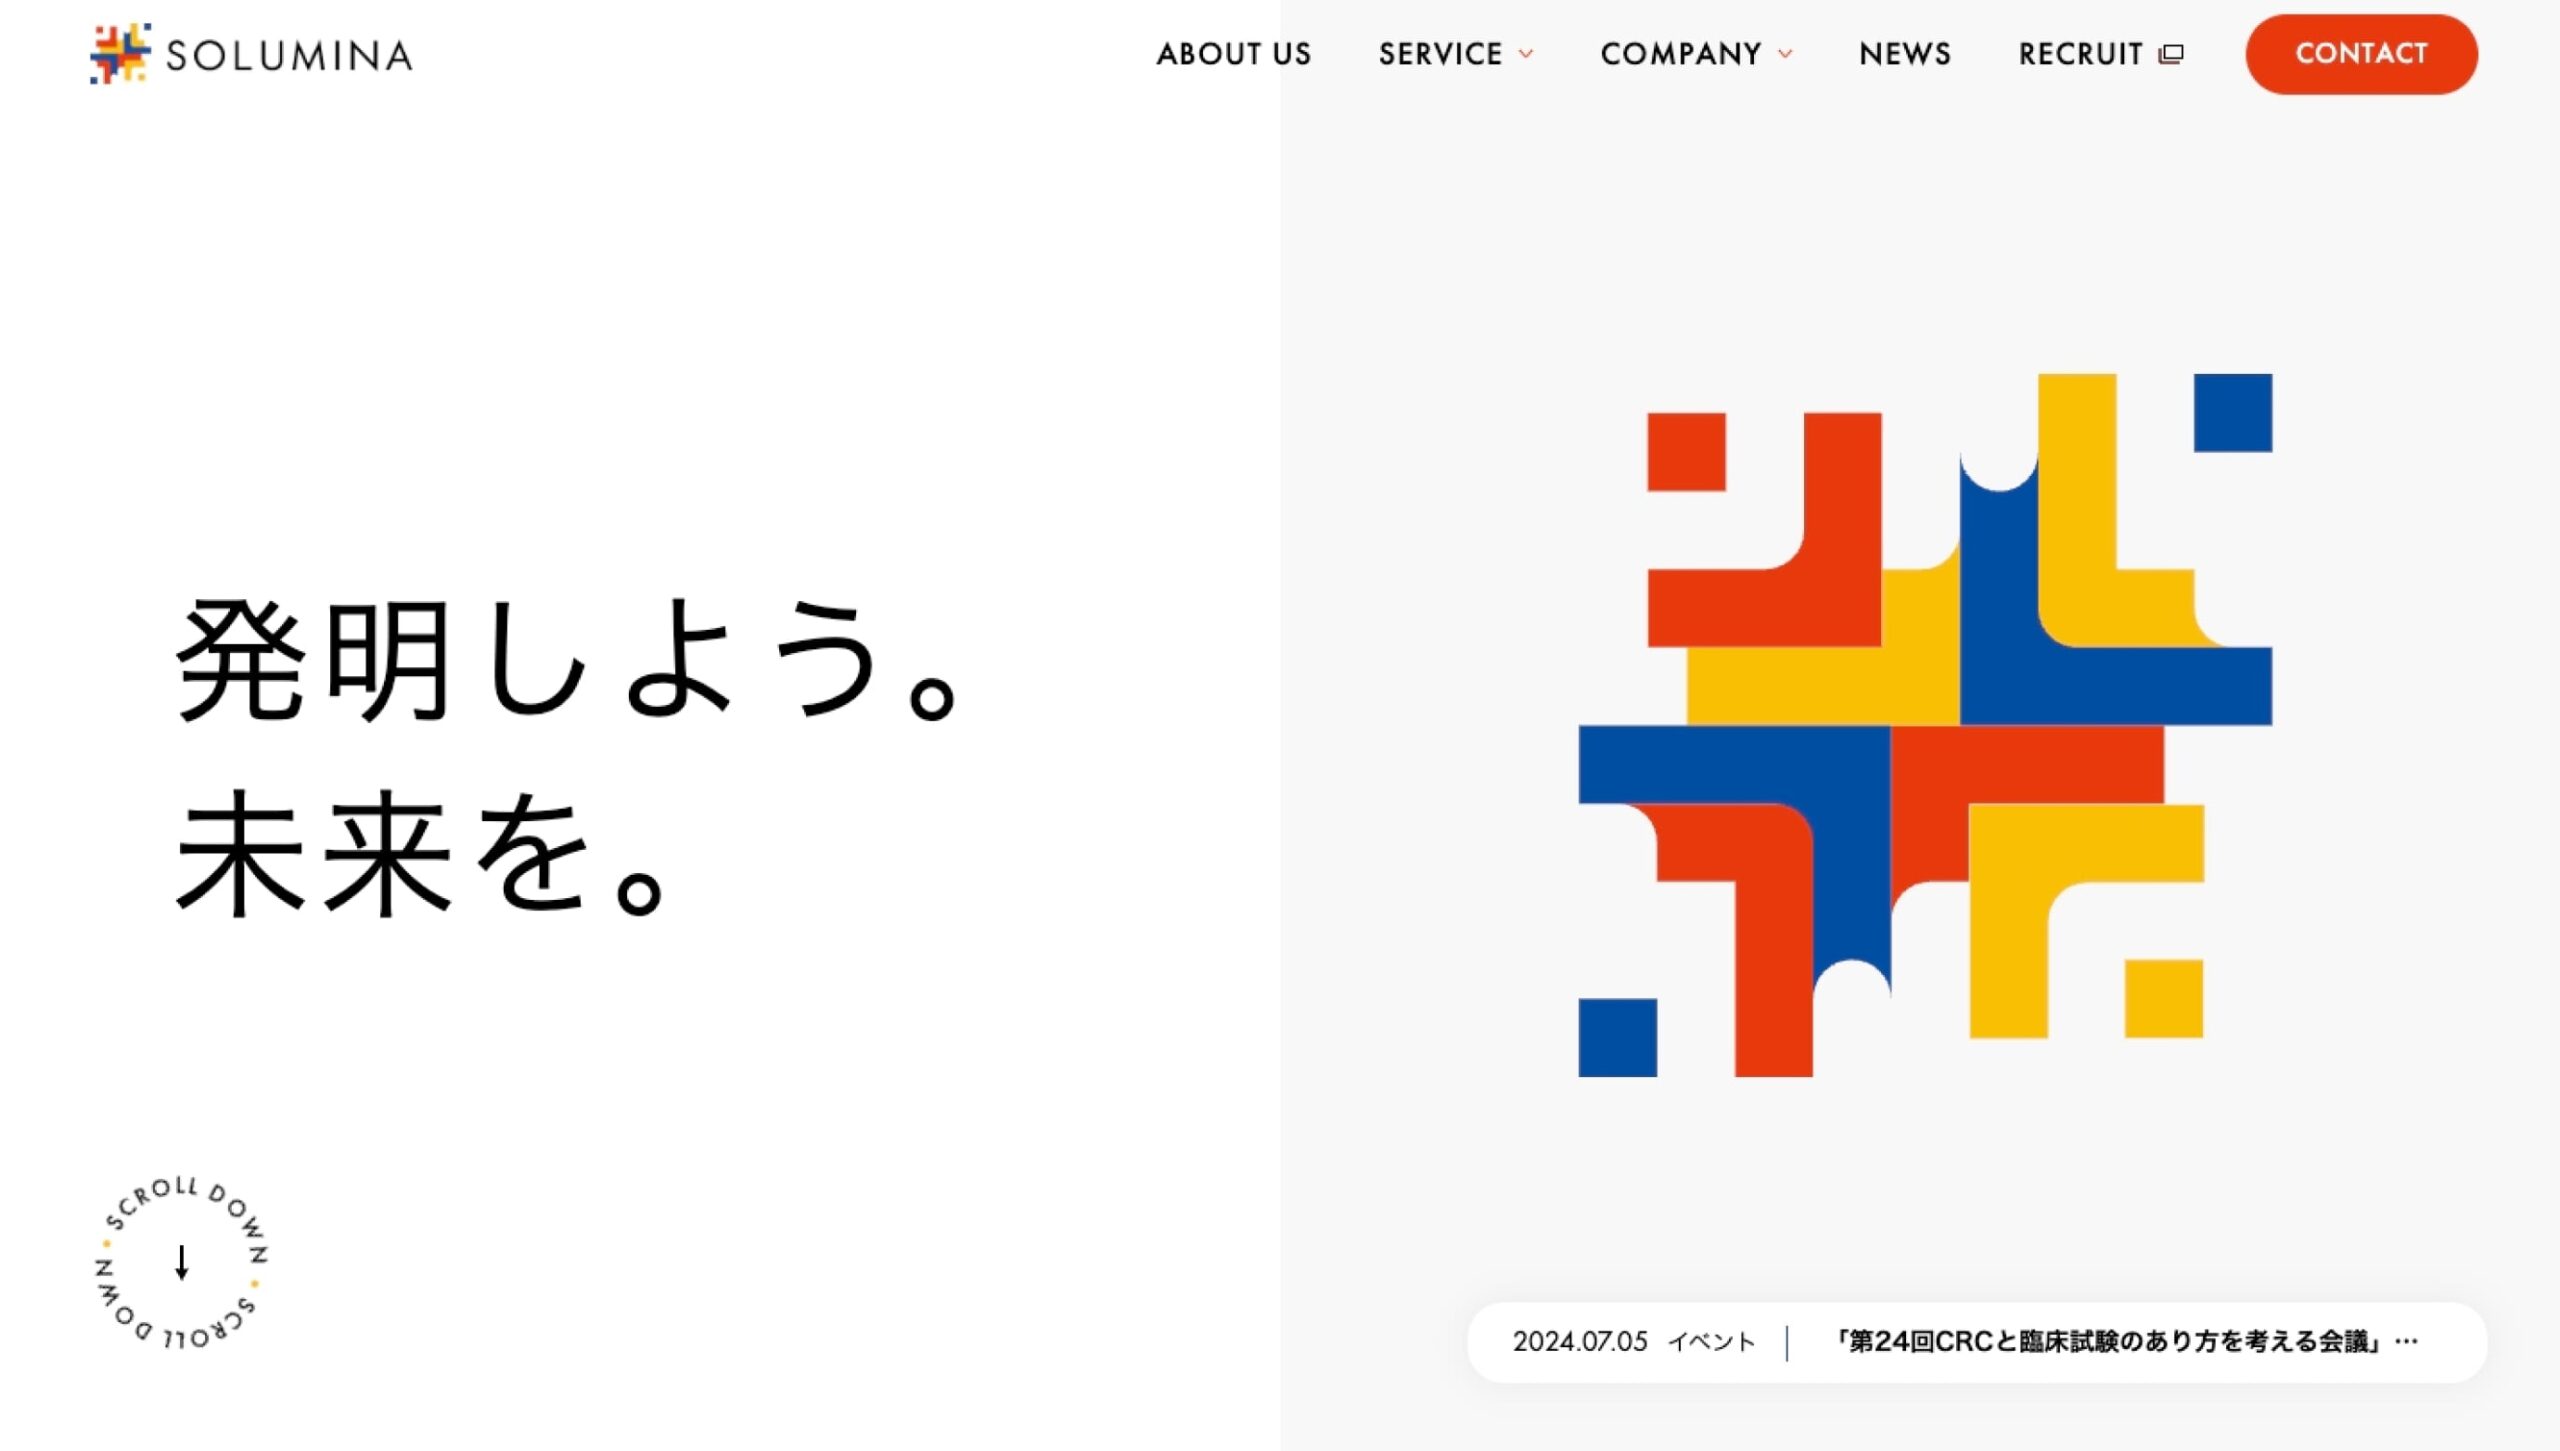 SOLUMINA
ABOUT US
SERVICE
COMPANY
NEWS
RECRUIT
CONTACT
発明しよう。
未来を。
SCROLL DOWN • SCROLL DOWN •
2024.07.05 イベント 「第24回CRCと臨床試験のあり方を考える会議」…